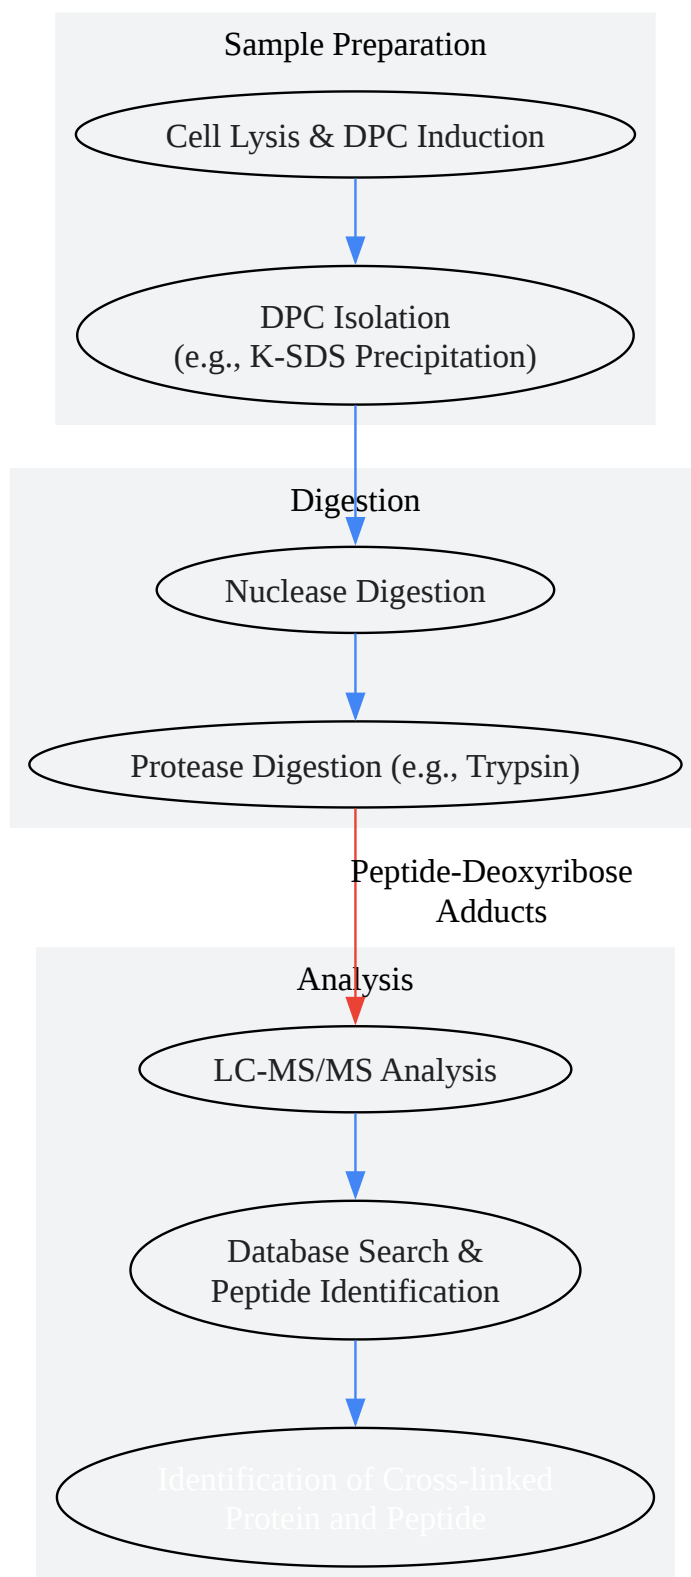 Sample Preparation
Cell Lysis & DPC Induction
DPC Isolation
(e.g., K-SDS Precipitation)
Digestion
Nuclease Digestion
Protease Digestion (e.g., Trypsin)
Peptide-Deoxyribose
Adducts
Analysis
LC-MS/MS Analysis
Database Search &
Peptide Identification
Identification of Cross-linked
Protein and Peptide